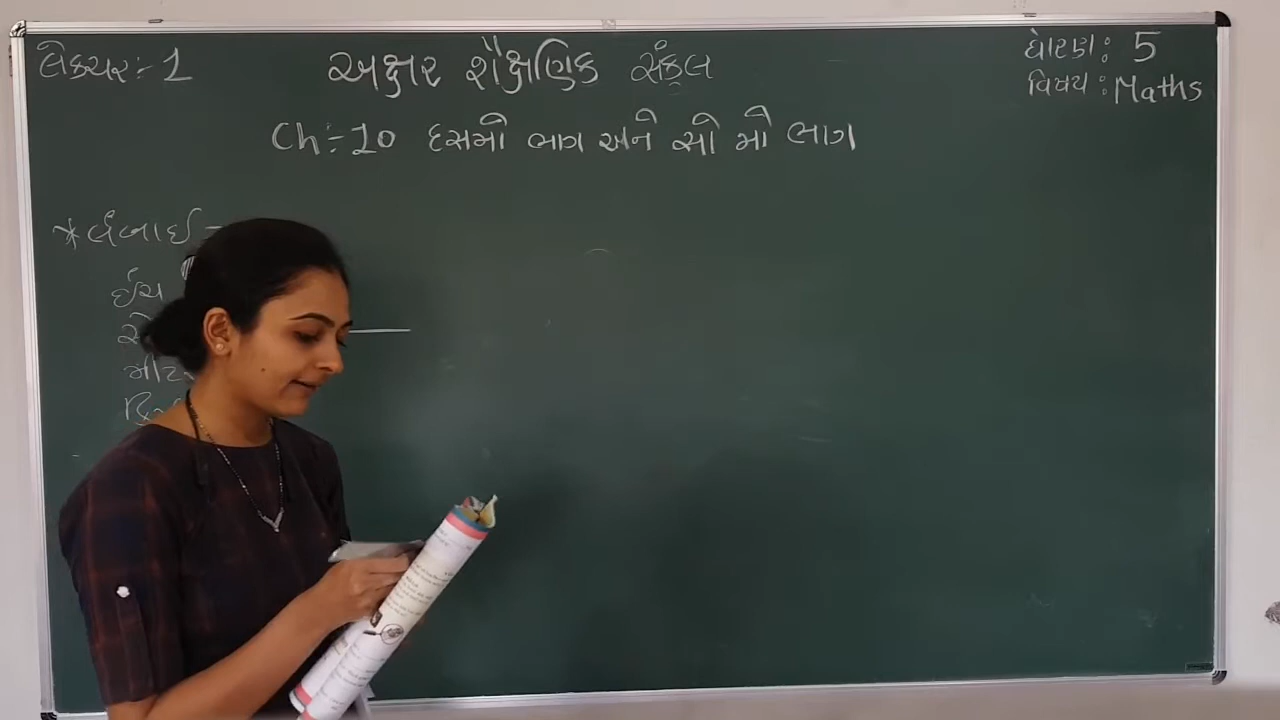 લેક્ચર :- 1
અક્ષર શૈક્ષણિક સંકુલ
ધોરણ : 5
વિષય : Maths
Ch :- 10 દસમો ભાગ અને સો મો ભાગ
* લંબાઈ -
ઈંચ